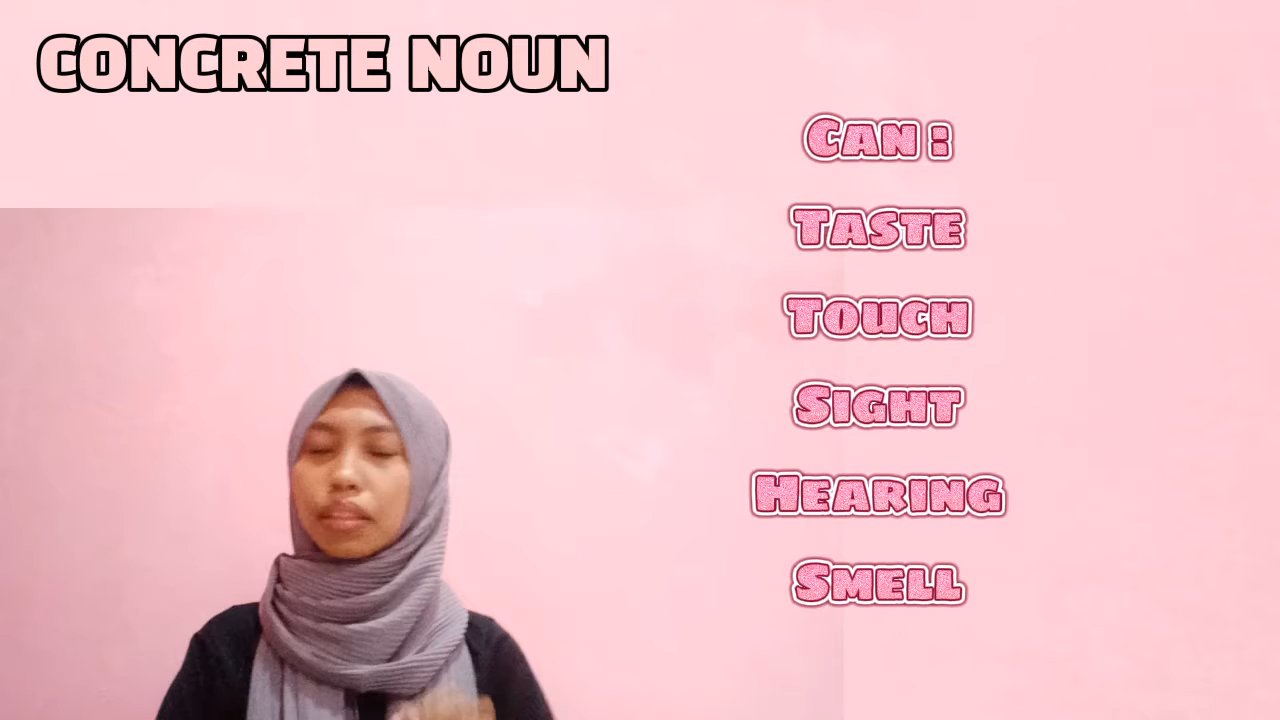 CONCRETE NOUN
Can :
Taste
Touch
Sight
Hearing
Smell